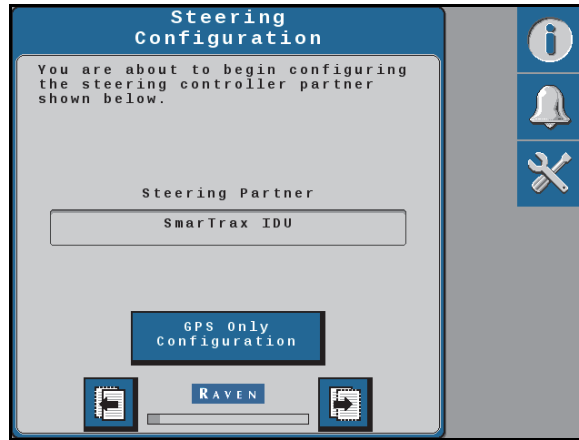 Steering
Configuration
You are about to begin configuring
the steering controller partner
shown below.
Steering Partner
SmarTrax IDU
GPS Only
Configuration
RAVEN